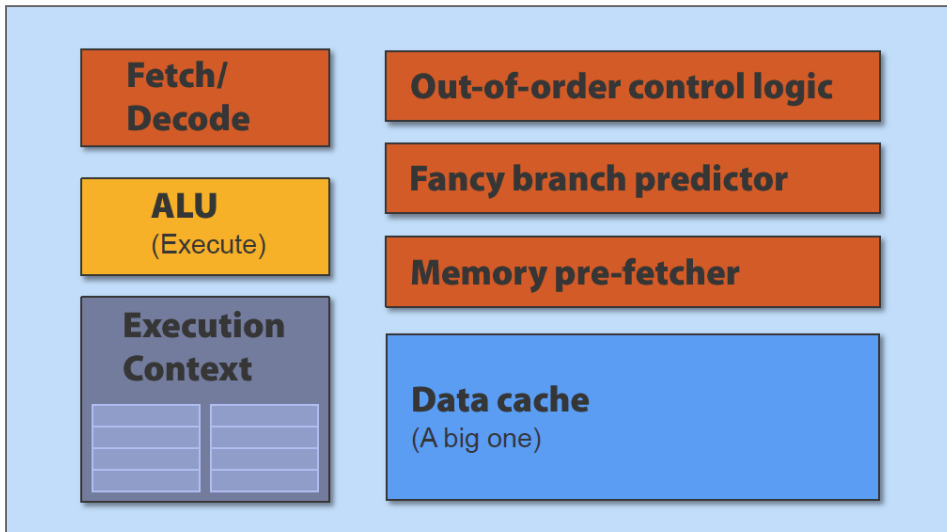 Fetch/
Decode
ALU
(Execute)
Execution
Context
Out-of-order control logic
Fancy branch predictor
Memory pre-fetcher
Data cache
(A big one)